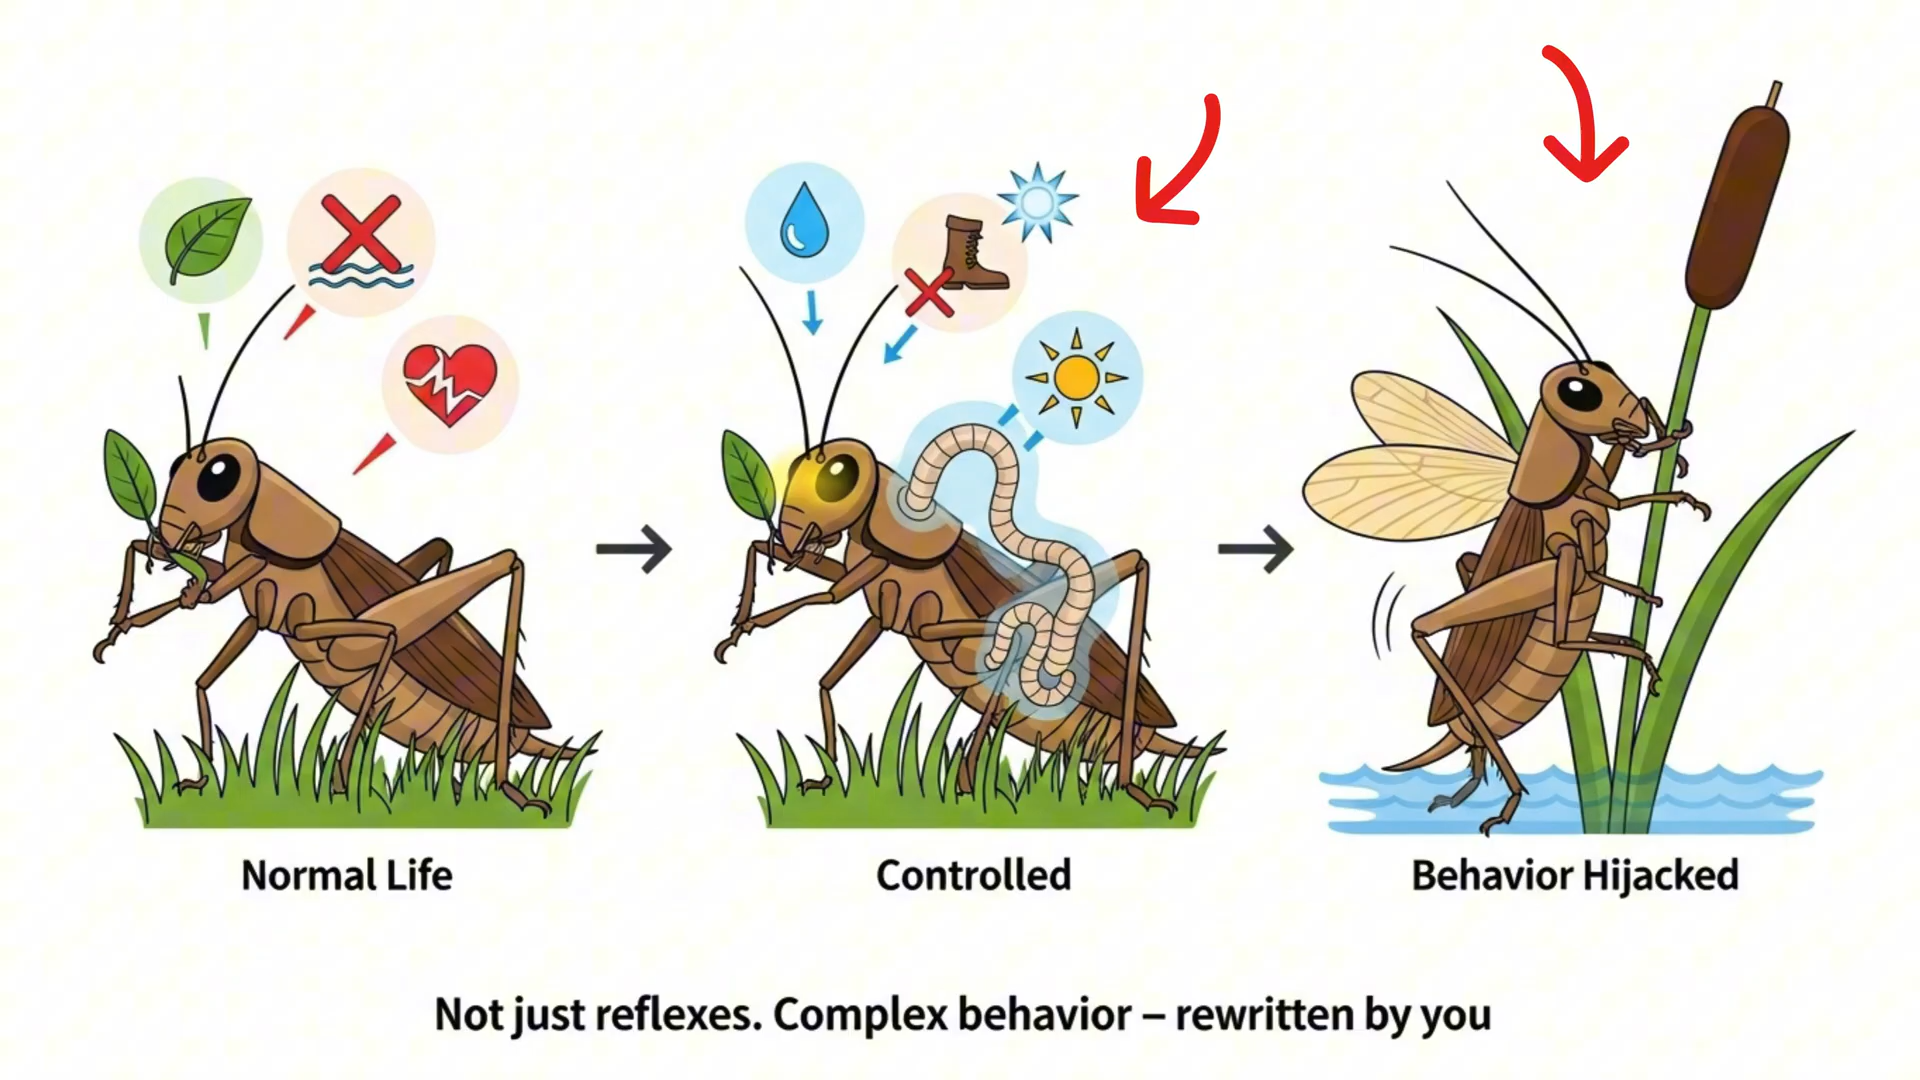 Normal Life
Controlled
Behavior Hijacked
Not just reflexes. Complex behavior – rewritten by you